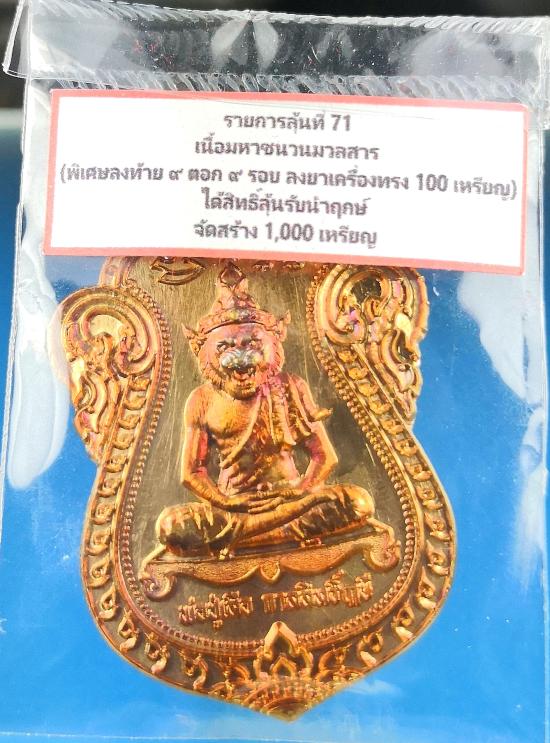 รายการลุ้นที่ 71
เนื้อมหาชนวนมวลสาร
(พิเศษลงท้าย ๙ ตอก ๙ รอบ ลงยาเครื่องทรง 100 เหรียญ)
ได้สิทธิ์ลุ้นรับนำฤกษ์
จัดสร้าง 1,000 เหรียญ